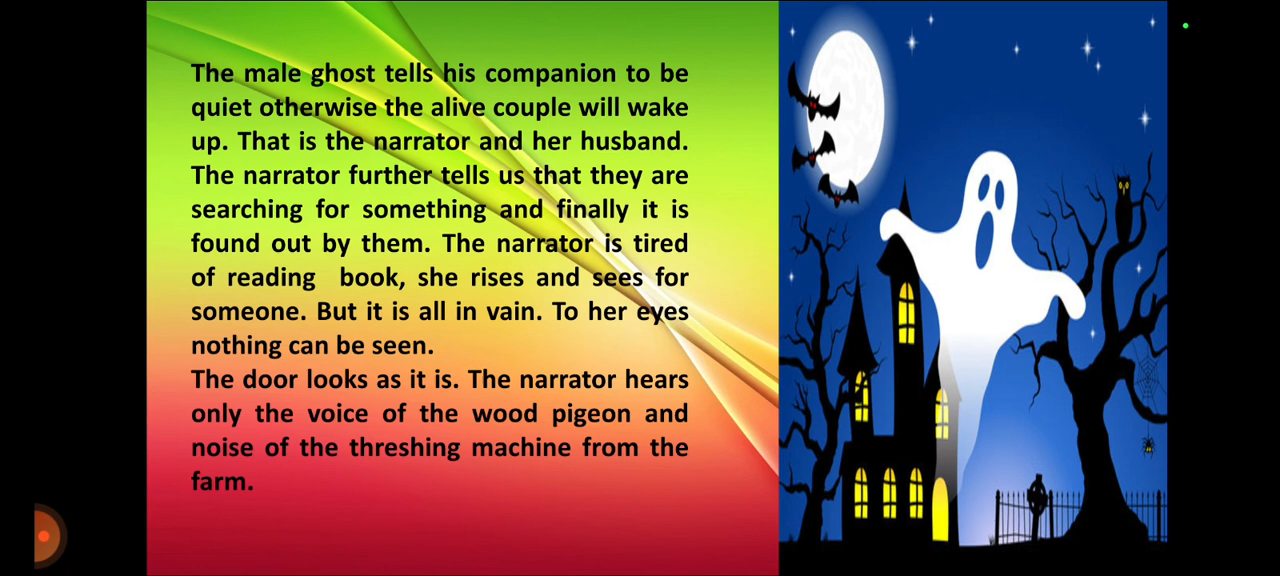 The male ghost tells his companion to be
quiet otherwise the alive couple will wake
up. That is the narrator and her husband.
The narrator further tells us that they are
searching for something and finally it is
found out by them. The narrator is tired
of reading  book, she rises and sees for
someone. But it is all in vain. To her eyes
nothing can be seen.
The door looks as it is. The narrator hears
only the voice of the wood pigeon and
noise of the threshing machine from the
farm.